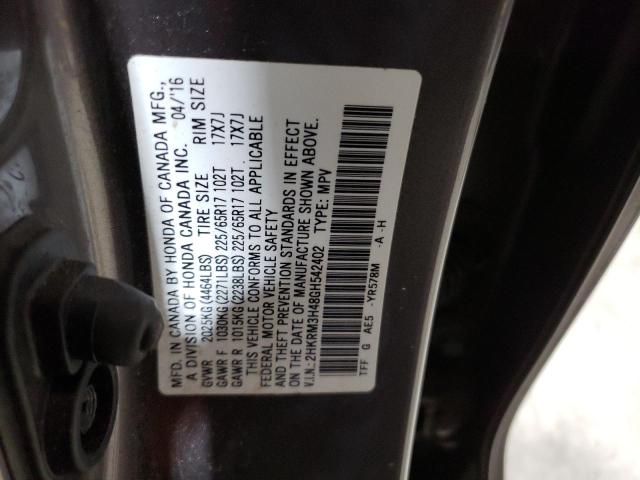 MFD. IN CANADA BY HONDA OF CANADA MFG.,
A DIVISION OF HONDA CANADA INC. 04/'16
GVWR 2025KG(4464LBS) TIRE SIZE RIM SIZE
GAWR F 1030KG(2271LBS) 225/65R17 102T 17X7J
GAWR R 1015KG(2238LBS) 225/65R17 102T 17X7J
THIS VEHICLE CONFORMS TO ALL APPLICABLE
FEDERAL MOTOR VEHICLE SAFETY
AND THEFT PREVENTION STANDARDS IN EFFECT
ON THE DATE OF MANUFACTURE SHOWN ABOVE.
V.I.N.: 2HKRM3H48GH542402 TYPE: MPV
TFF G AE5 -YR578M -A -H